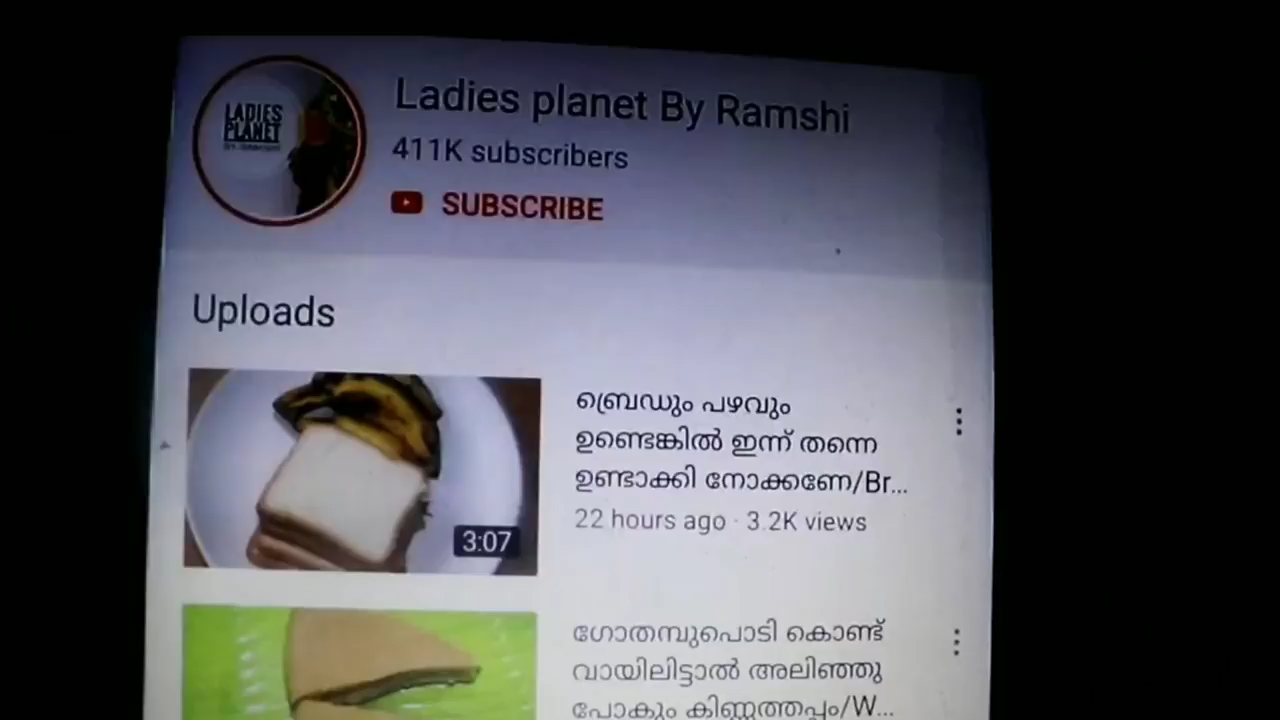 LADIES
PLANET
Ladies planet By Ramshi
411K subscribers
SUBSCRIBE
Uploads
ബ്രെഡും പഴവും
ഉണ്ടെങ്കിൽ ഇന്ന് തന്നെ
ഉണ്ടാക്കി നോക്കണേ/Br...
22 hours ago · 3.2K views
3:07
ഗോതമ്പുപൊടി കൊണ്ട്
വായിലിട്ടാൽ അലിഞ്ഞു
പോകും കിണ്ണത്തപ്പം/W...